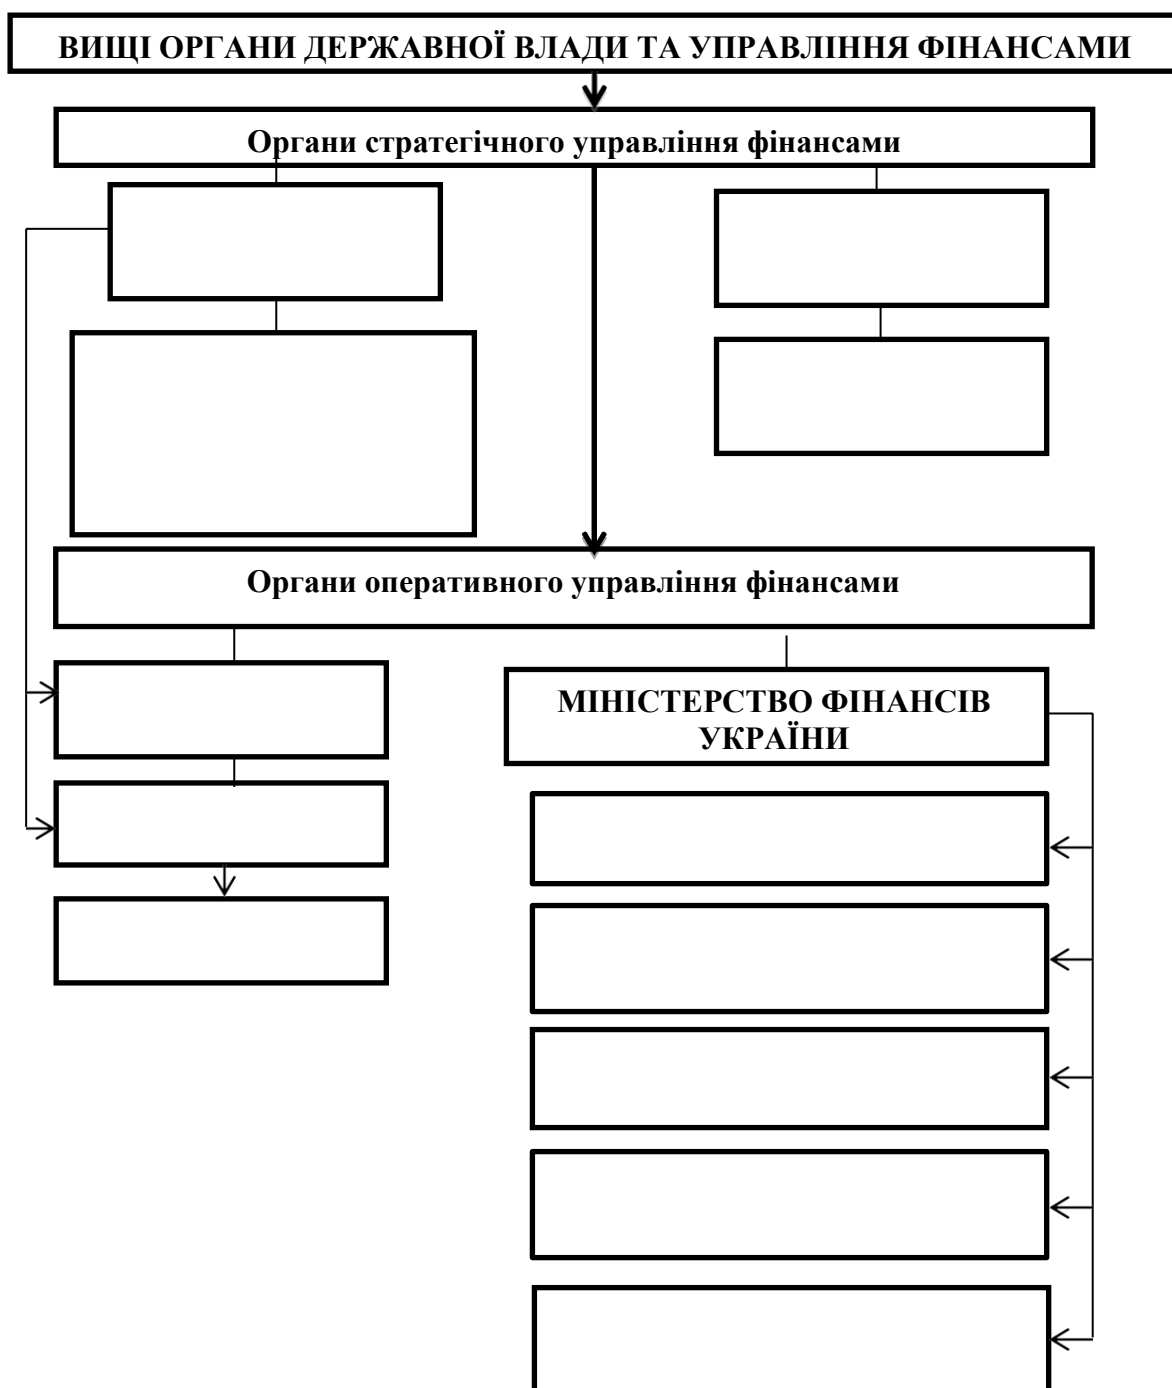 ВИЩІ ОРГАНИ ДЕРЖАВНОЇ ВЛАДИ ТА УПРАВЛІННЯ ФІНАНСАМИ
Органи стратегічного управління фінансами
Органи оперативного управління фінансами
МІНІСТЕРСТВО ФІНАНСІВ
УКРАЇНИ